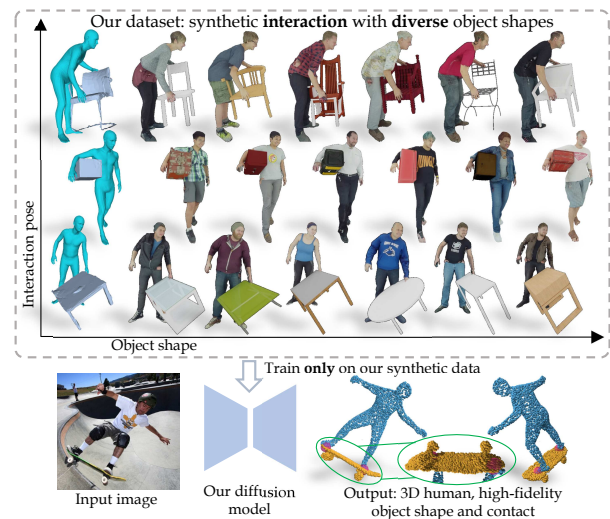 Our dataset: synthetic interaction with diverse object shapes
Interaction pose
Object shape
Train only on our synthetic data
Input image
Our diffusion
model
Output: 3D human, high-fidelity
object shape and contact